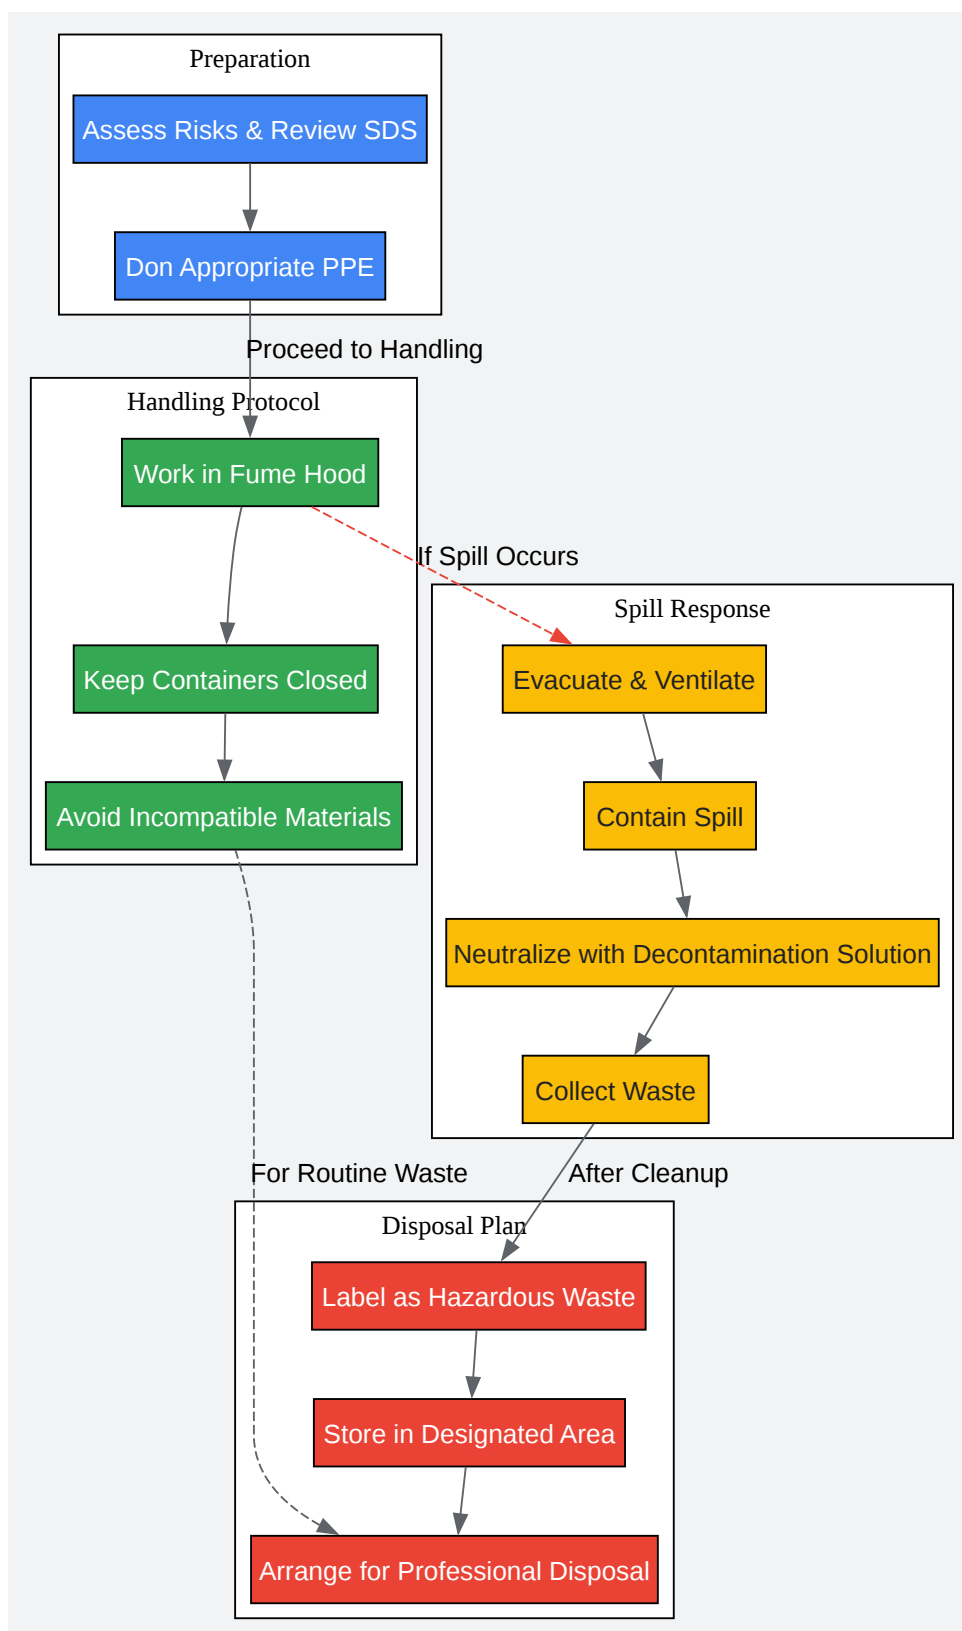 Preparation
Assess Risks & Review SDS
Don Appropriate PPE
Proceed to Handling
Handling Protocol
Work in Fume Hood
If Spill Occurs
Spill Response
Keep Containers Closed
Evacuate & Ventilate
Avoid Incompatible Materials
Contain Spill
Neutralize with Decontamination Solution
Collect Waste
For Routine Waste
After Cleanup
Disposal Plan
Label as Hazardous Waste
Store in Designated Area
Arrange for Professional Disposal